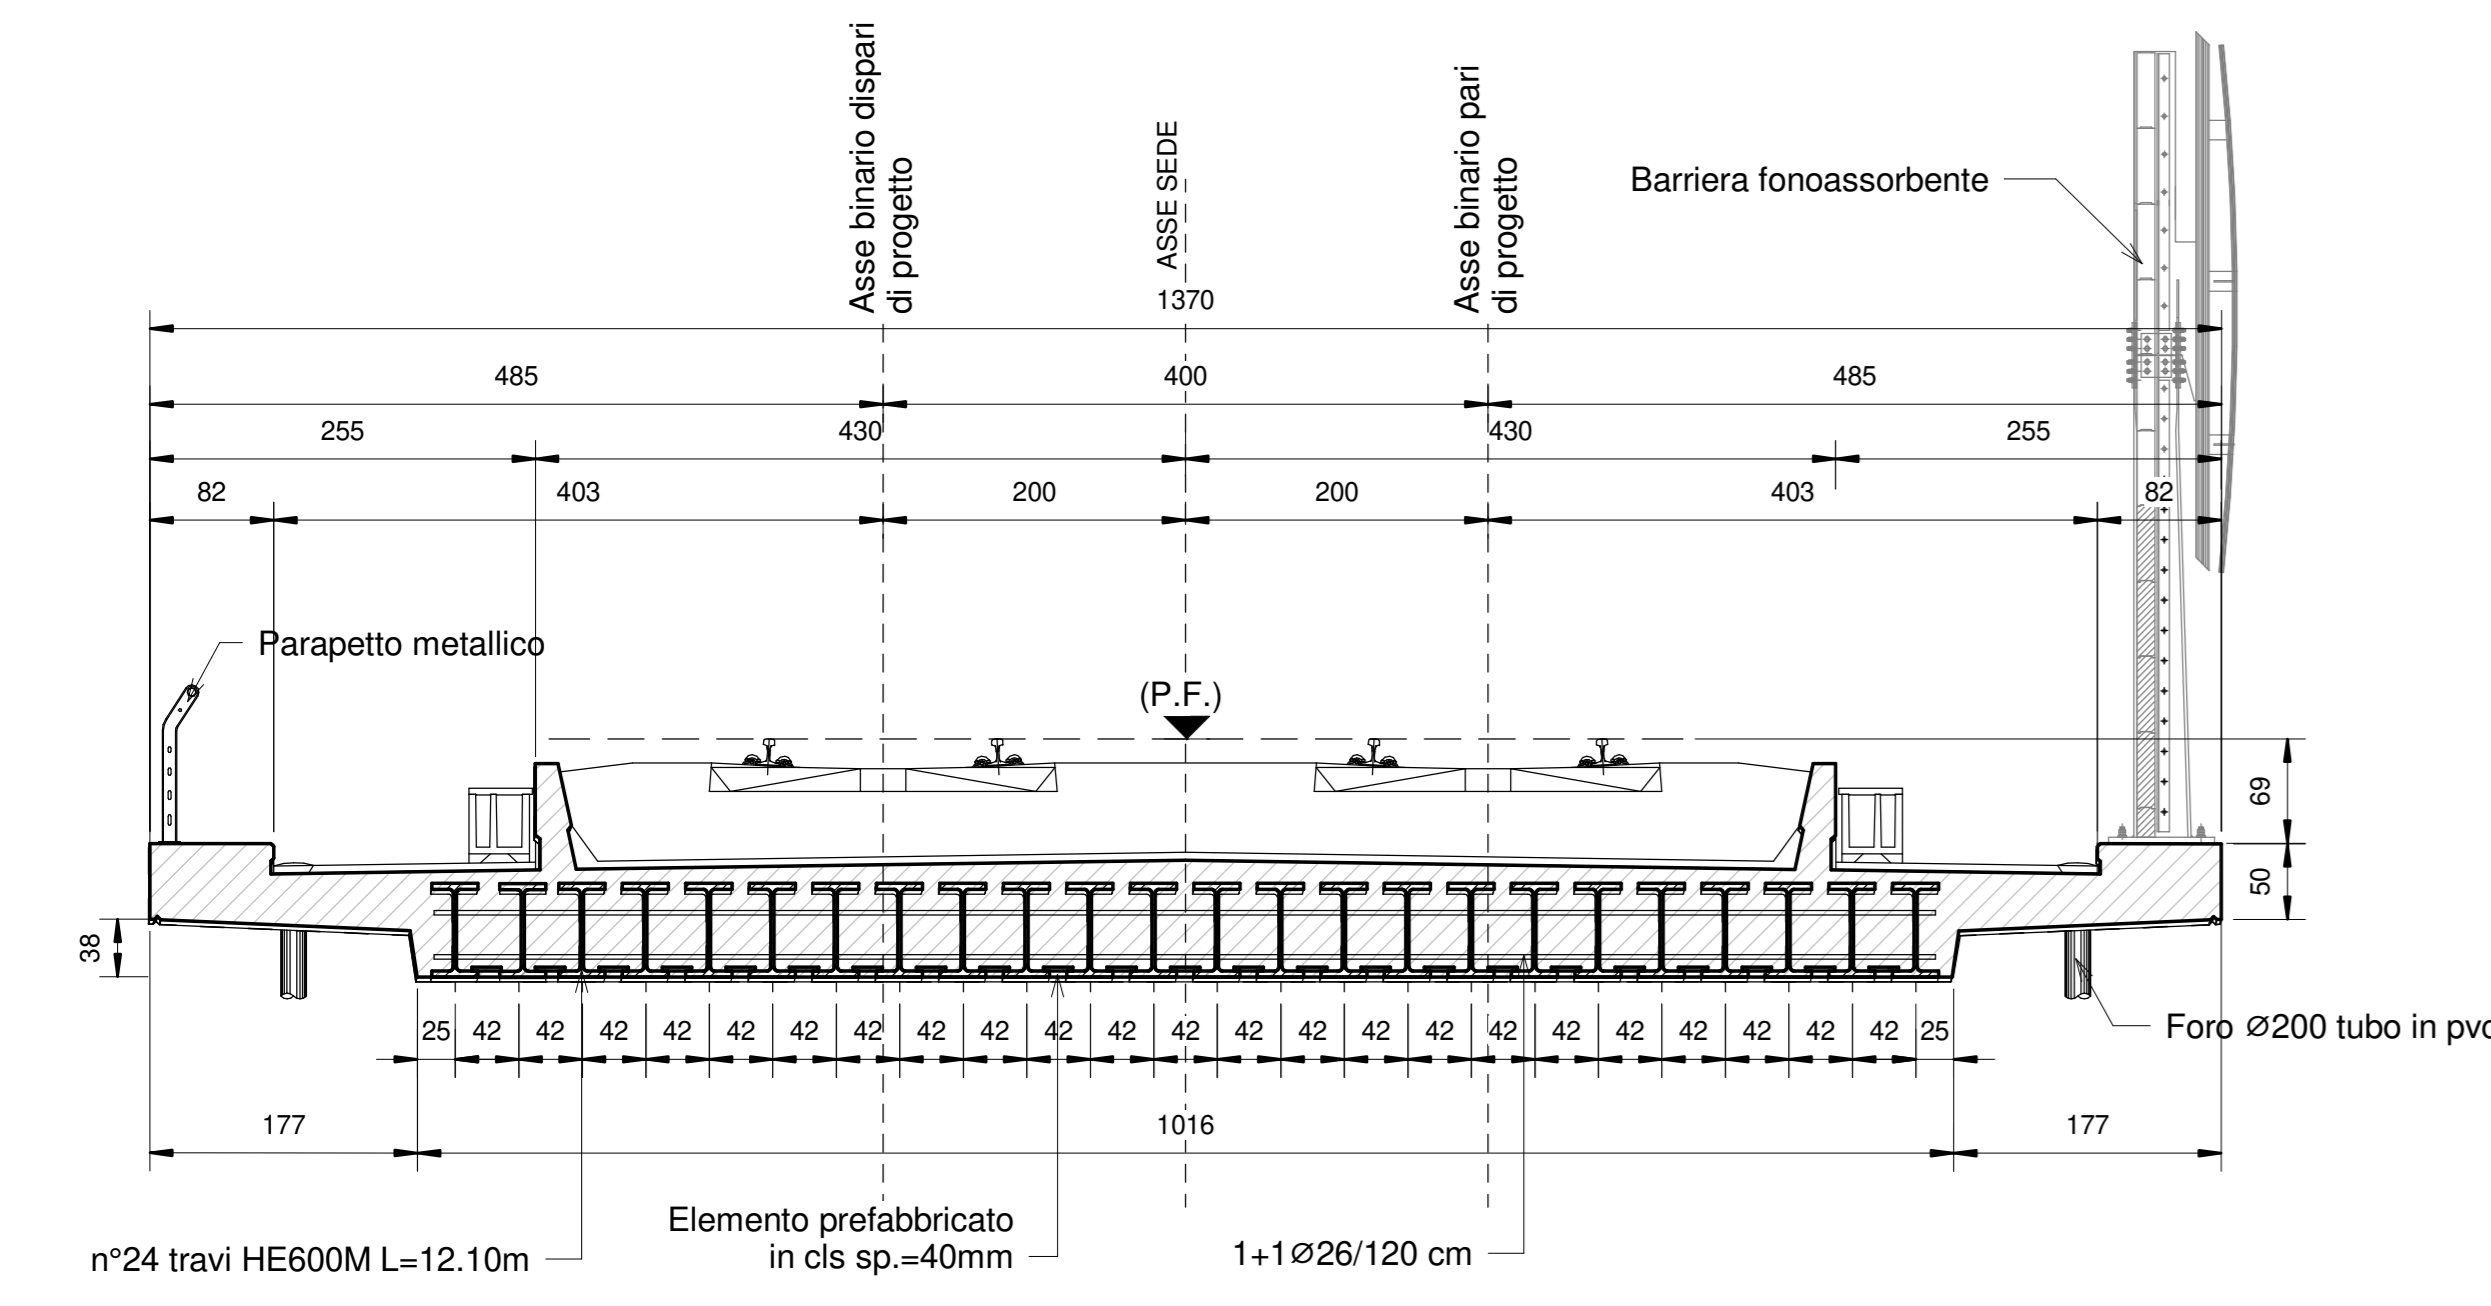 Asse binario dispari
di progetto
ASSE SEDE
Asse binario pari
di progetto
Barriera fonoassorbente
1370
485
400
485
255
430
430
255
82
403
200
200
403
82
Parapetto metallico
(P.F.)
69
50
38
25 42 42 42 42 42 42 42 42 42 42 42 42 42 42 42 42 42 42 42 42 42 42 42 25
Foro Ø200 tubo in pvc
177
1016
177
Elemento prefabbricato
in cls sp.=40mm
n°24 travi HE600M L=12.10m
1+1Ø26/120 cm